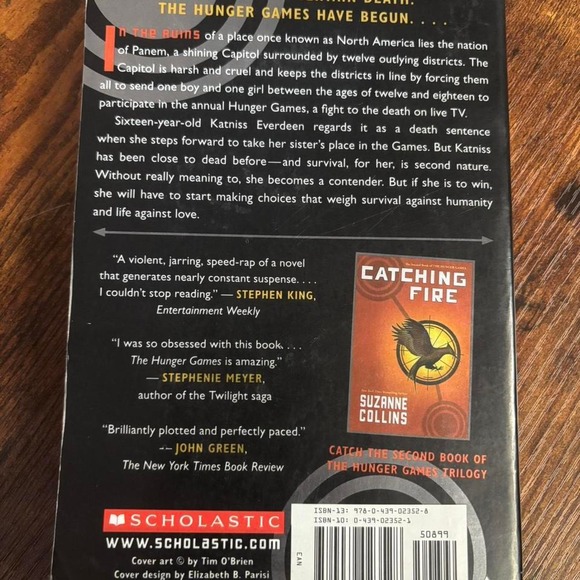 THE HUNGER GAMES HAVE BEGUN. . . .
In the ruins of a place once known as North America lies the nation
of Panem, a shining Capitol surrounded by twelve outlying districts. The
Capitol is harsh and cruel and keeps the districts in line by forcing them
all to send one boy and one girl between the ages of twelve and eighteen to
participate in the annual Hunger Games, a fight to the death on live TV.
Sixteen-year-old Katniss Everdeen regards it as a death sentence
when she steps forward to take her sister's place in the Games. But Katniss
has been close to dead before—and survival, for her, is second nature.
Without really meaning to, she becomes a contender. But if she is to win,
she will have to start making choices that weigh survival against humanity
and life against love.
"A violent, jarring, speed-rap of a novel
that generates nearly constant suspense. . . .
I couldn't stop reading." — STEPHEN KING,
Entertainment Weekly
"I was so obsessed with this book. . . .
The Hunger Games is amazing."
— STEPHENIE MEYER,
author of the Twilight saga
"Brilliantly plotted and perfectly paced."
— JOHN GREEN,
The New York Times Book Review
CATCHING
FIRE
SUZANNE
COLLINS
CATCH THE SECOND BOOK OF
THE HUNGER GAMES TRILOGY
SCHOLASTIC
www.scholastic.com
Cover art © by Tim O'Brien
Cover design by Elizabeth B. Parisi
ISBN-13: 978-0-439-02352-8
ISBN-10: 0-439-02352-1
50899
EAN